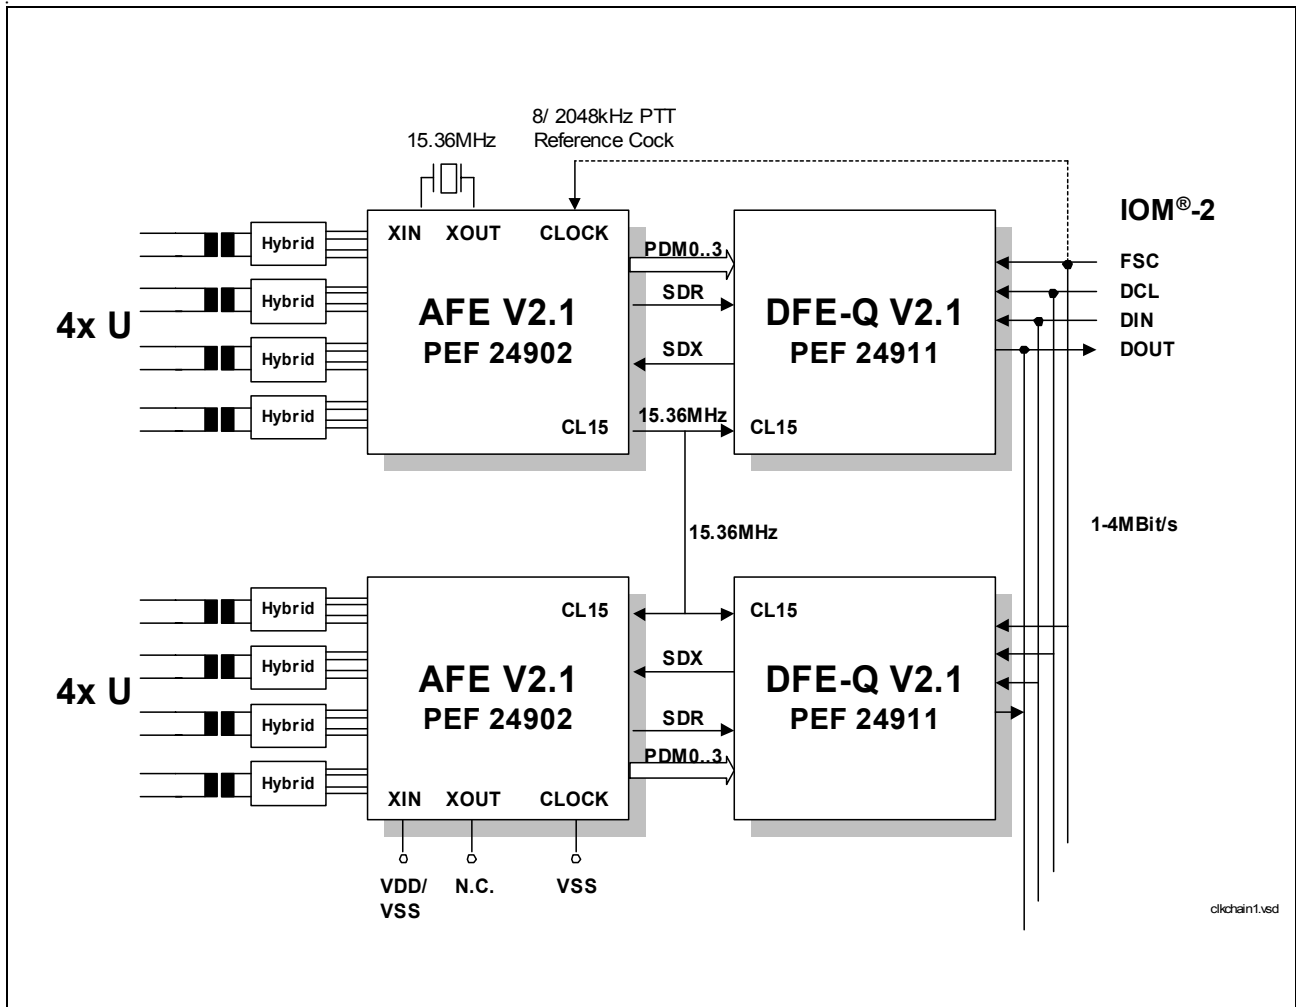 8/ 2048kHz PTT
Reference Cock
15.36MHz
IOM®-2
XIN XOUT CLOCK
PDM0..3
FSC
Hybrid
SDR
DCL
Hybrid
AFE V2.1
DFE-Q V2.1
DIN
4x U
PEF 24902
SDX
PEF 24911
DOUT
Hybrid
15.36MHz
Hybrid
CL15
CL15
1-4MBit/s
15.36MHz
Hybrid
CL15
CL15
Hybrid
SDX
AFE V2.1
DFE-Q V2.1
4x U
PEF 24902
SDR
PEF 24911
Hybrid
PDM0..3
Hybrid
XIN XOUT CLOCK
VDD/
VSS
N.C.
VSS
clkchain1.vsd